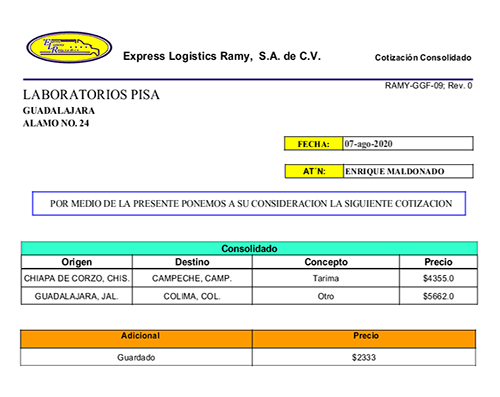 Express Logistics Ramy, S.A. de C.V.
Cotización Consolidado
RAMY-GGF-09; Rev. 0
LABORATORIOS PISA
GUADALAJARA
ALAMO NO. 24
FECHA: 07-ago-2020
AT´N: ENRIQUE MALDONADO
POR MEDIO DE LA PRESENTE PONEMOS A SU CONSIDERACION LA SIGUIENTE COTIZACION
Consolidado
Origen Destino Concepto Precio
CHIAPA DE CORZO, CHIS. CAMPECHE, CAMP. Tarima $4355.0
GUADALAJARA, JAL. COLIMA, COL. Otro $5662.0
Adicional Precio
Guardado $2333